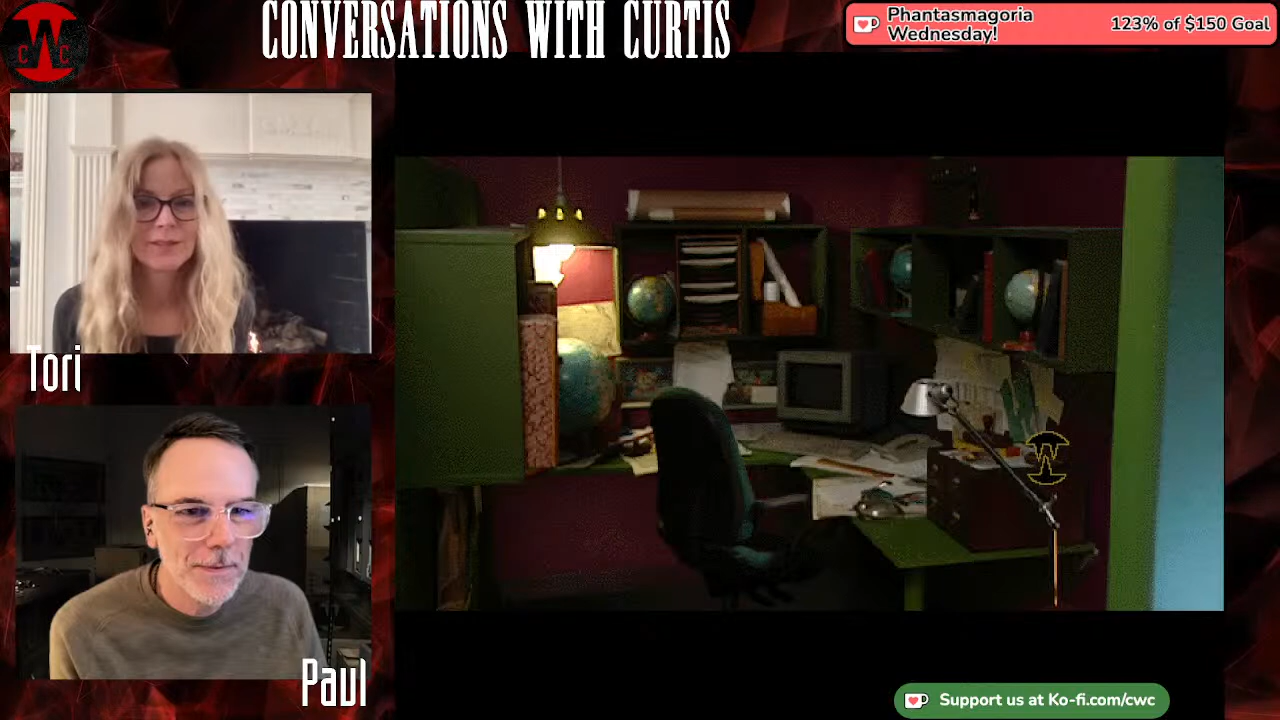 CONVERSATIONS WITH CURTIS
Phantasmagoria
Wednesday!
123% of $150 Goal
CWC
Tori
Paul
W
Support us at Ko-fi.com/cwc